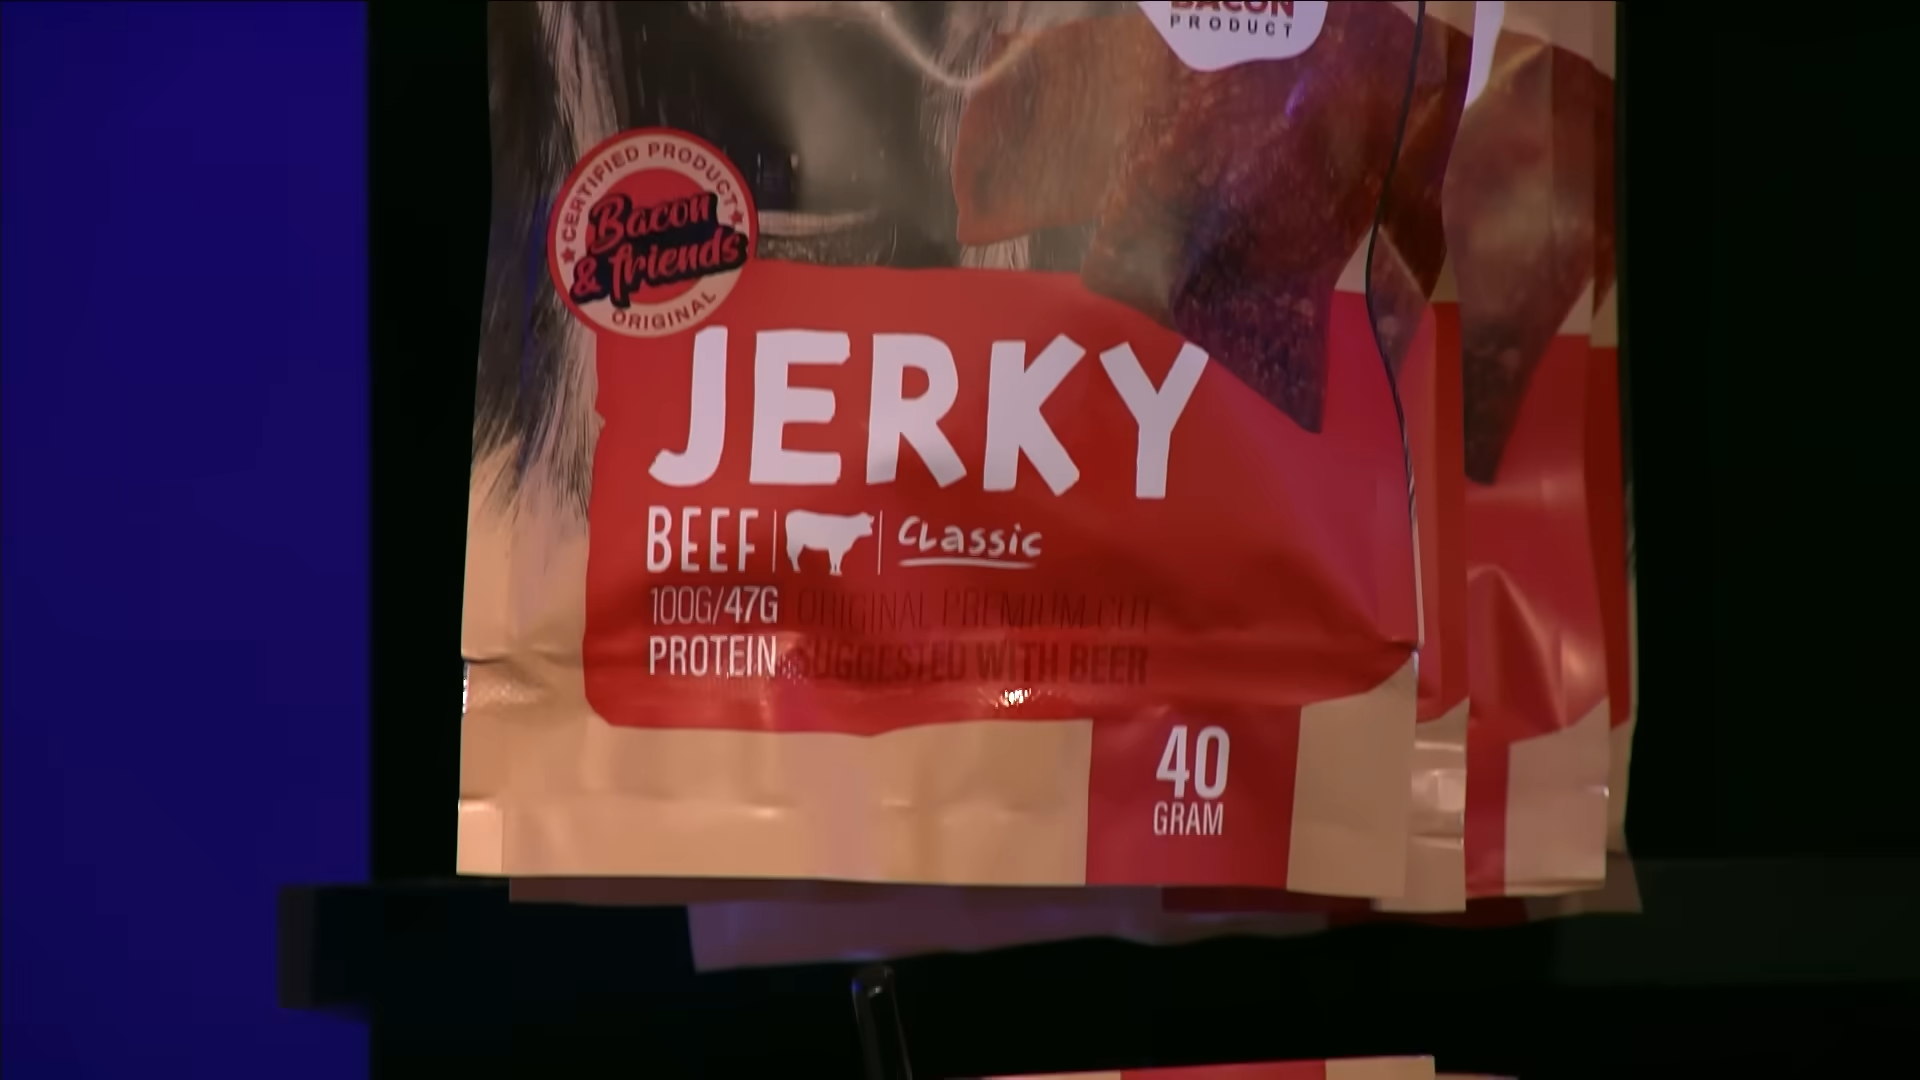 BACON
PRODUCT
CERTIFIED PRODUCT
Bacon
& friends
ORIGINAL
JERKY
BEEF Classic
100G/47G ORIGINAL PREMIUM CUT
PROTEIN SUGGESTED WITH BEER
40
GRAM